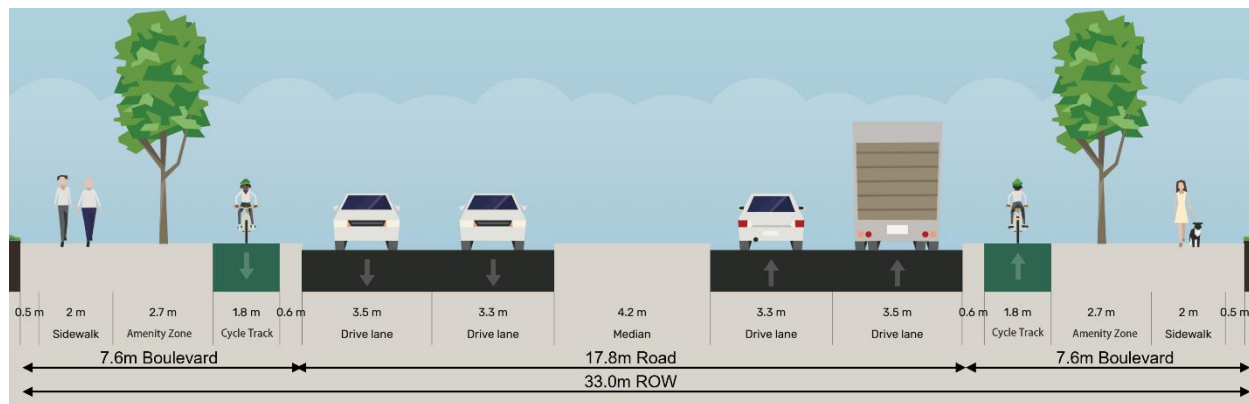 0.5 m 2 m 2.7 m 1.8 m 0.6 m 3.5 m 3.3 m 4.2 m 3.3 m 3.5 m 0.6 m 1.8 m 2.7 m 2 m 0.5 m
Sidewalk Amenity Zone Cycle Track Drive lane Drive lane Median Drive lane Drive lane Cycle Track Amenity Zone Sidewalk
7.6m Boulevard 17.8m Road 7.6m Boulevard
33.0m ROW